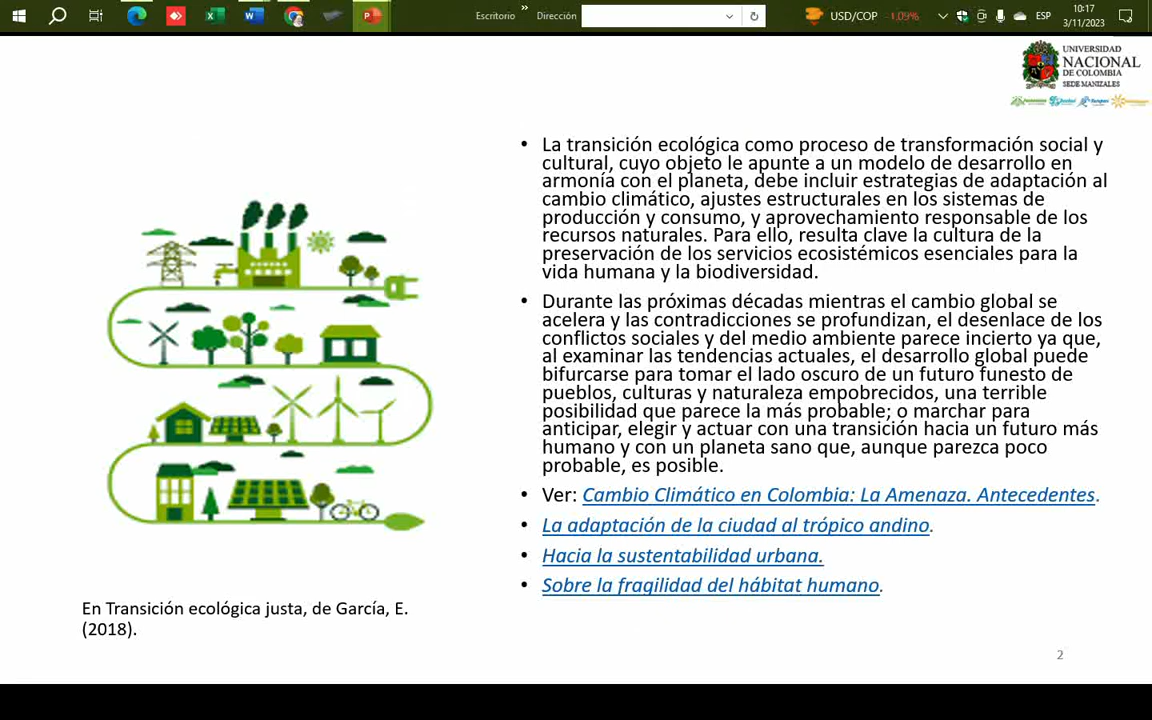 Escritorio
Dirección
USD/COP -1,09%
ESP
10:17
3/11/2023
UNIVERSIDAD
NACIONAL
DE COLOMBIA
SEDE MANIZALES
• La transición ecológica como proceso de transformación social y
cultural, cuyo objeto le apunte a un modelo de desarrollo en
armonía con el planeta, debe incluir estrategias de adaptación al
cambio climático, ajustes estructurales en los sistemas de
producción y consumo, y aprovechamiento responsable de los
recursos naturales. Para ello, resulta clave la cultura de la
preservación de los servicios ecosistémicos esenciales para la
vida humana y la biodiversidad.
• Durante las próximas décadas mientras el cambio global se
acelera y las contradicciones se profundizan, el desenlace de los
conflictos sociales y del medio ambiente parece incierto ya que,
al examinar las tendencias actuales, el desarrollo global puede
bifurcarse para tomar el lado oscuro de un futuro funesto de
pueblos, culturas y naturaleza empobrecidos, una terrible
posibilidad que parece la más probable; o marchar para
anticipar, elegir y actuar con una transición hacia un futuro más
humano y con un planeta sano que, aunque parezca poco
probable, es posible.
• Ver: Cambio Climático en Colombia: La Amenaza. Antecedentes.
• La adaptación de la ciudad al trópico andino.
• Hacia la sustentabilidad urbana.
• Sobre la fragilidad del hábitat humano.
En Transición ecológica justa, de García, E.
(2018).
2